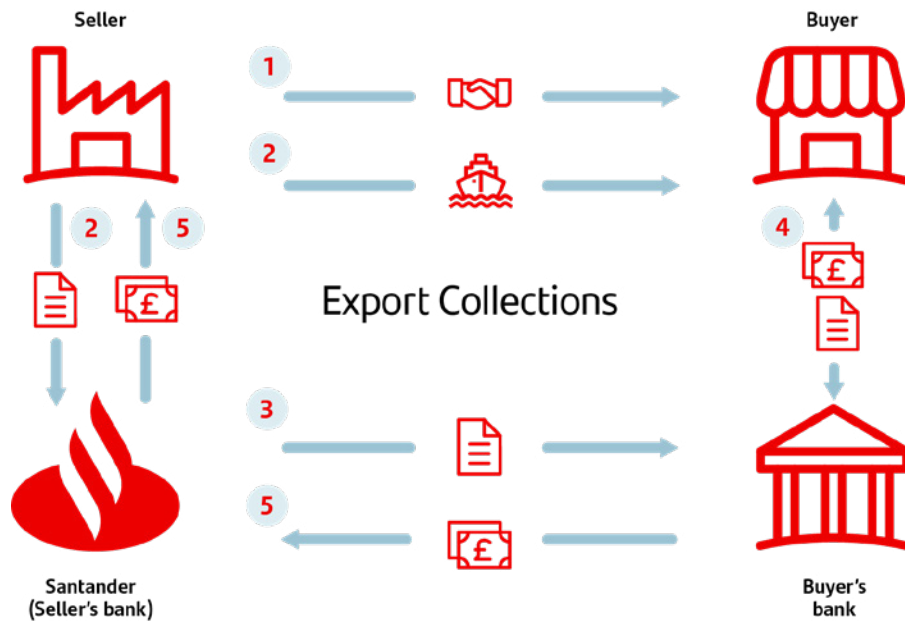 Seller
Buyer
1
2
2
5
4
£
£
Export Collections
3
5
£
Santander
(Seller's bank)
Buyer's
bank